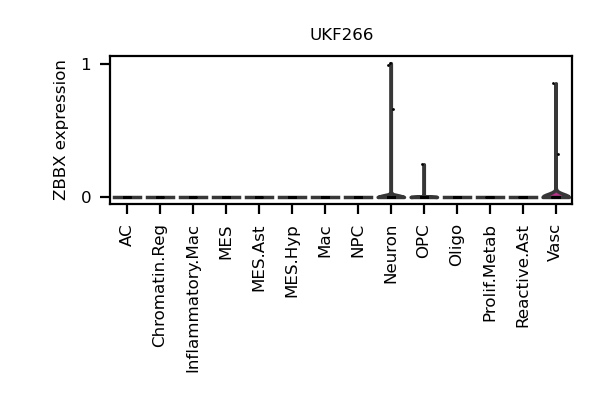 UKF266
ZBBX expression
1
0
AC
Chromatin.Reg
Inflammatory.Mac
MES
MES.Ast
MES.Hyp
Mac
NPC
Neuron
OPC
Oligo
Prolif.Metab
Reactive.Ast
Vasc